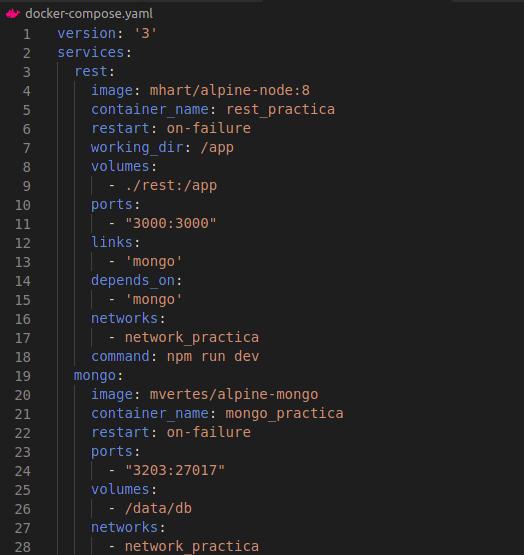 docker-compose.yaml
1 version: '3'
2 services:
3 rest:
4 image: mhart/alpine-node:8
5 container_name: rest_practica
6 restart: on-failure
7 working_dir: /app
8 volumes:
9 - ./rest:/app
10 ports:
11 - "3000:3000"
12 links:
13 - 'mongo'
14 depends_on:
15 - 'mongo'
16 networks:
17 - network_practica
18 command: npm run dev
19 mongo:
20 image: mvertes/alpine-mongo
21 container_name: mongo_practica
22 restart: on-failure
23 ports:
24 - "3203:27017"
25 volumes:
26 - /data/db
27 networks:
28 - network_practica